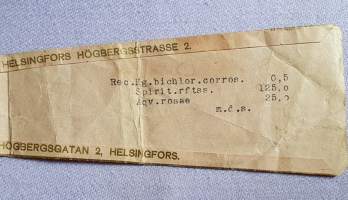 HELSINGFORS HÖGBERGSSTRASSE 2.
Rec.Hg.bichlor.corros. 0,5
Spirit.rftss. 125,0
Aqv.rosae 25,0
m.d.s.
HÖGBERGSGATAN 2, HELSINGFORS.